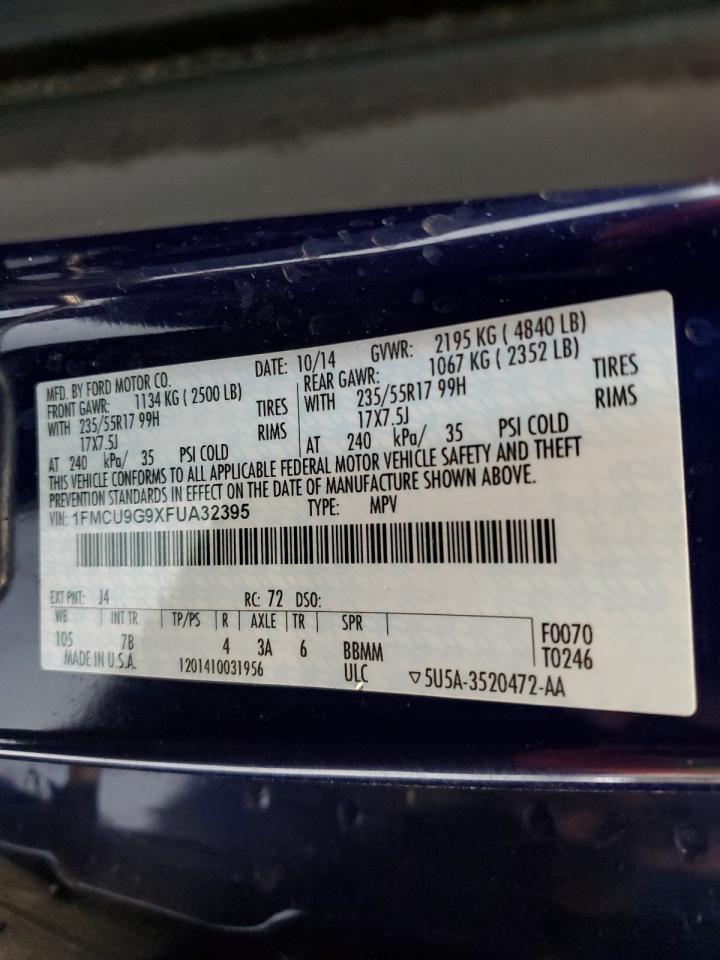 MFD. BY FORD MOTOR CO. DATE: 10/14 GVWR: 2195 KG ( 4840 LB)
FRONT GAWR: 1134 KG ( 2500 LB) REAR GAWR: 1067 KG ( 2352 LB)
WITH 235/55R17 99H TIRES WITH 235/55R17 99H TIRES
17X7.5J RIMS 17X7.5J RIMS
AT 240 kPa/ 35 PSI COLD AT 240 kPa/ 35 PSI COLD
THIS VEHICLE CONFORMS TO ALL APPLICABLE FEDERAL MOTOR VEHICLE SAFETY AND THEFT
PREVENTION STANDARDS IN EFFECT ON THE DATE OF MANUFACTURE SHOWN ABOVE.
VIN: 1FMCU9G9XFUA32395 TYPE: MPV
EXT PNT: J4 RC: 72 DSO:
WB INT TR TP/PS R AXLE TR SPR
105 7B 4 3A 6 BBMM F0070
MADE IN U.S.A. 1201410031956 ULC T0246
▽5U5A-3520472-AA